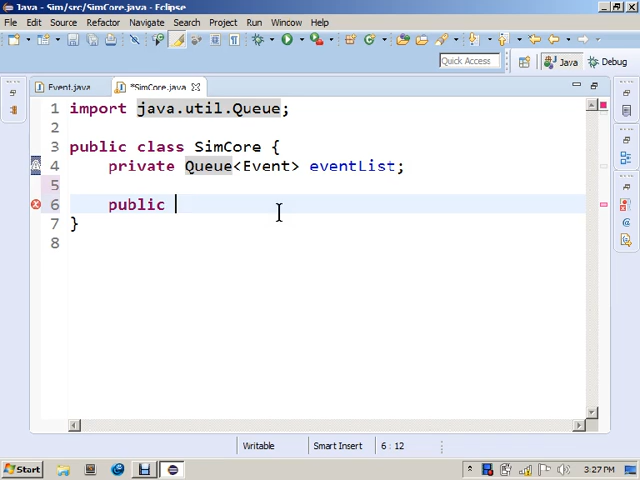 Java - Sim/src/SimCore.java - Eclipse
File Edit Source Refactor Navigate Search Project Run Window Help
Quick Access Java Debug
Event.java *SimCore.java
1 import java.util.Queue;
2
3 public class SimCore {
4 private Queue<Event> eventList;
5
6 public
7 }
8
Writable Smart Insert 6 : 12
Start 3:27 PM